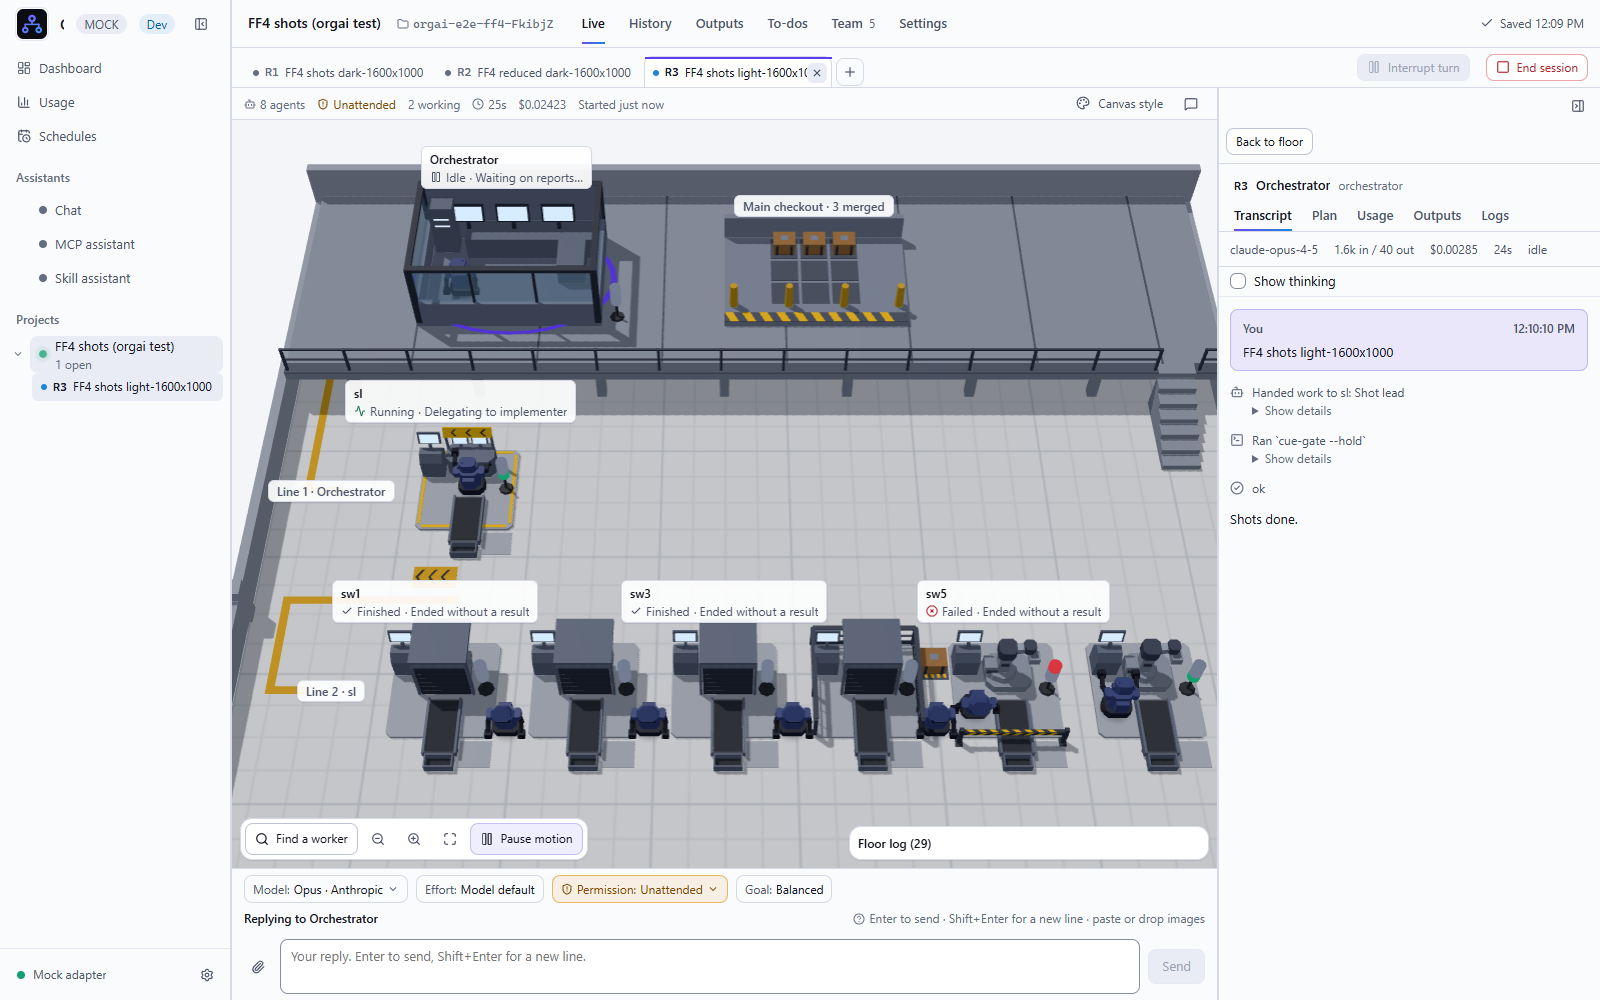 MOCK
Dev
Dashboard
Usage
Schedules
Assistants
Chat
MCP assistant
Skill assistant
Projects
FF4 shots (orgai test)
1 open
R3 FF4 shots light-1600x1000
Mock adapter
FF4 shots (orgai test)
orgai-e2e-ff4-FkibjZ
Live
History
Outputs
To-dos
Team 5
Settings
Saved 12:09 PM
R1 FF4 shots dark-1600x1000
R2 FF4 reduced dark-1600x1000
R3 FF4 shots light-1600x10
Interrupt turn
End session
8 agents
Unattended
2 working
25s
$0.02423
Started just now
Canvas style
Orchestrator
Idle · Waiting on reports...
Main checkout · 3 merged
sl
Running · Delegating to implementer
Line 1 · Orchestrator
sw1
Finished · Ended without a result
sw3
Finished · Ended without a result
sw5
Failed · Ended without a result
Line 2 · sl
Find a worker
Pause motion
Floor log (29)
Model: Opus · Anthropic
Effort: Model default
Permission: Unattended
Goal: Balanced
Replying to Orchestrator
Enter to send · Shift+Enter for a new line · paste or drop images
Your reply. Enter to send, Shift+Enter for a new line.
Send
Back to floor
R3 Orchestrator orchestrator
Transcript
Plan
Usage
Outputs
Logs
claude-opus-4-5
1.6k in / 40 out
$0.00285
24s
idle
Show thinking
You
12:10:10 PM
FF4 shots light-1600x1000
Handed work to sl: Shot lead
Show details
Ran `cue-gate --hold`
Show details
ok
Shots done.